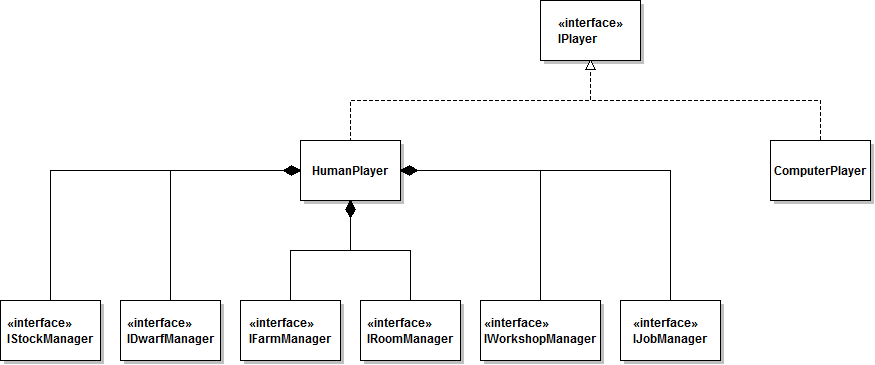 «interface»
IPlayer
HumanPlayer
ComputerPlayer
«interface»
IStockManager
«interface»
IDwarfManager
«interface»
IFarmManager
«interface»
IRoomManager
«interface»
IWorkshopManager
«interface»
IJobManager